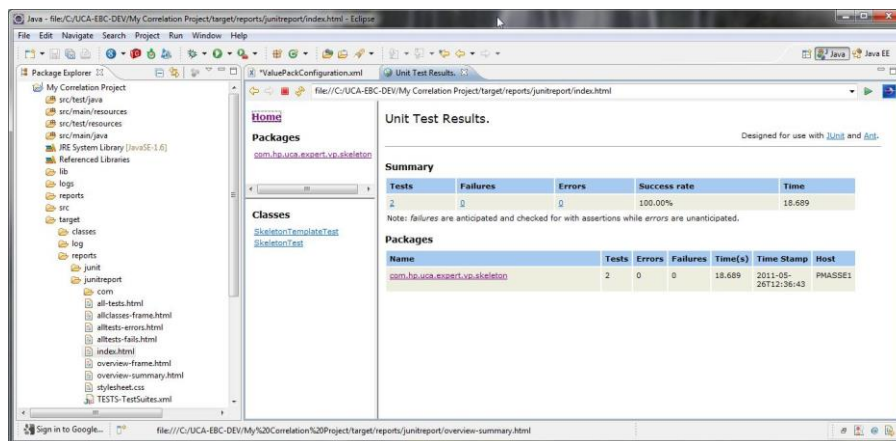 Java - file:/C:/UCA-EBC-DEV/My Correlation Project/target/reports/junitreport/index.html - Eclipse
File Edit Navigate Search Project Run Window Help
Java Java EE
Package Explorer
*ValuePackConfiguration.xml
Unit Test Results.
file:///C:/UCA-EBC-DEV/My Correlation Project/target/reports/junitreport/index.html
My Correlation Project
src/test/java
src/main/resources
src/test/resources
src/main/java
JRE System Library [JavaSE-1.6]
Referenced Libraries
lib
logs
reports
src
target
classes
log
reports
junit
junitreport
com
all-tests.html
allclasses-frame.html
alltests-errors.html
alltests-fails.html
index.html
overview-frame.html
overview-summary.html
stylesheet.css
TESTS-TestSuites.xml
Home
Packages
com.hp.uca.expert.vp.skeleton
Classes
SkeletonTemplateTest
SkeletonTest
Unit Test Results.
Designed for use with JUnit and Ant.
Summary
Tests Failures Errors Success rate Time
2 0 0 100.00% 18.689
Note: failures are anticipated and checked for with assertions while errors are unanticipated.
Packages
Name Tests Errors Failures Time(s) Time Stamp Host
com.hp.uca.expert.vp.skeleton 2 0 0 18.689 2011-05-26T12:36:43 PMASSE1
Sign in to Google...
file:///C:/UCA-EBC-DEV/My%20Correlation%20Project/target/reports/junitreport/overview-summary.html